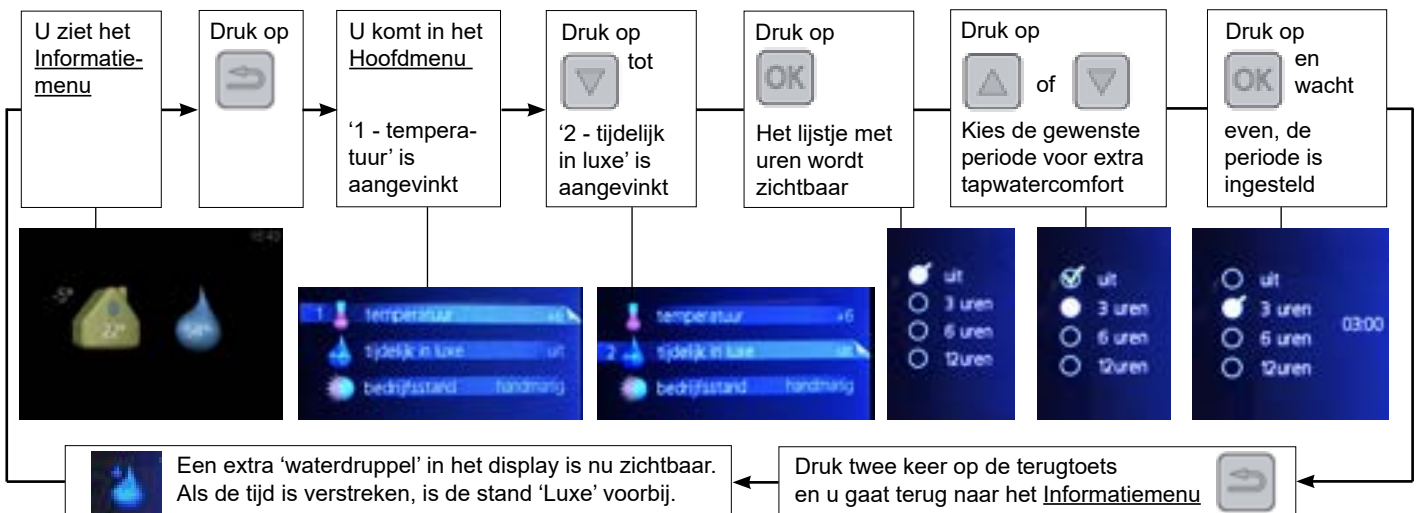 U ziet het
Informatie-
menu
Druk op
U komt in het
Hoofdmenu
‘1 - tempera-
tuur’ is
aangevinkt
Druk op
tot
‘2 - tijdelijk
in luxe’ is
aangevinkt
Druk op
OK
Het lijstje met
uren wordt
zichtbaar
Druk op
of
Kies de gewenste
periode voor extra
tapwatercomfort
Druk op
OK en
wacht
even, de
periode is
ingesteld
-5°
22°
1 temperatuur +6
tijdelijk in luxe uit
bedrijfsstand handmatig
temperatuur +6
2 tijdelijk in luxe uit
bedrijfsstand handmatig
uit
3 uren
6 uren
12uren
uit
3 uren
6 uren
12uren
uit
3 uren 03:00
6 uren
12uren
Een extra ‘waterdruppel’ in het display is nu zichtbaar.
Als de tijd is verstreken, is de stand ‘Luxe’ voorbij.
Druk twee keer op de terugtoets
en u gaat terug naar het Informatiemenu